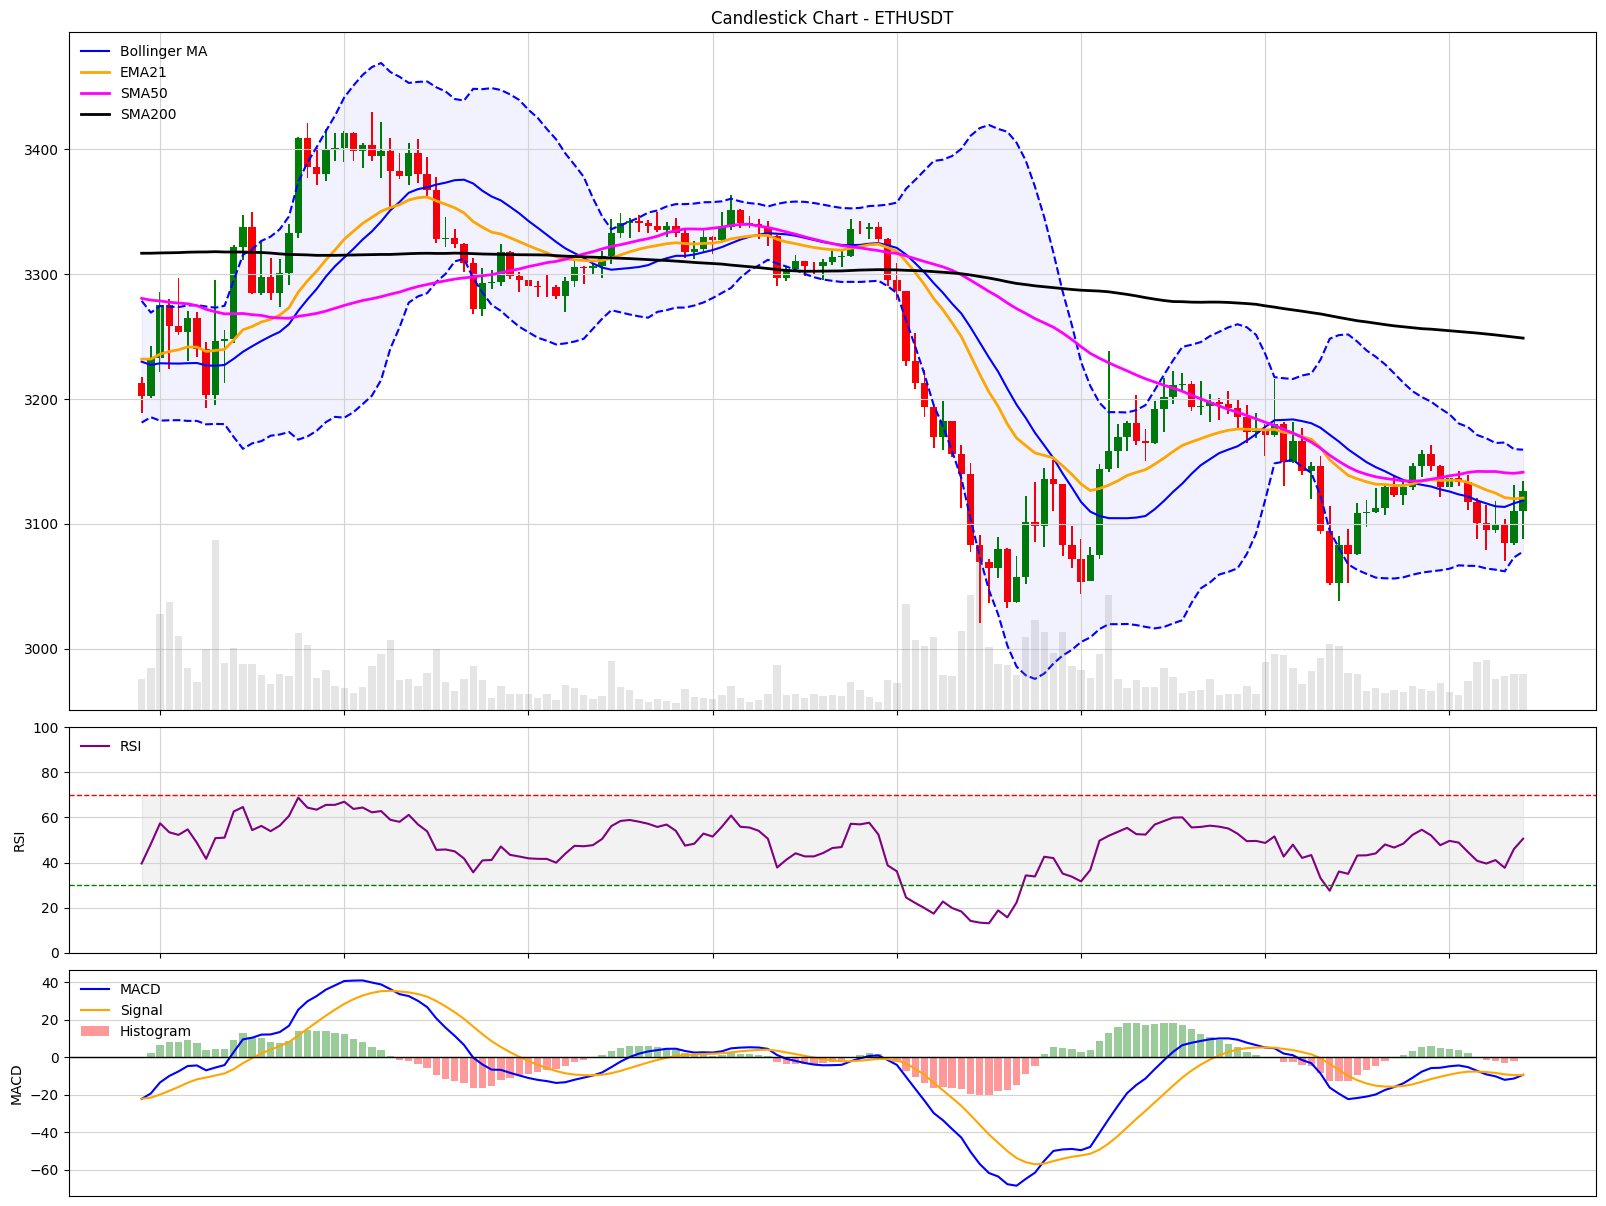 Candlestick Chart - ETHUSDT
Bollinger MA
EMA21
SMA50
SMA200
3400
3300
3200
3100
3000
RSI
100
80
60
40
20
0
RSI
MACD
Signal
Histogram
40
20
0
−20
−40
−60
MACD